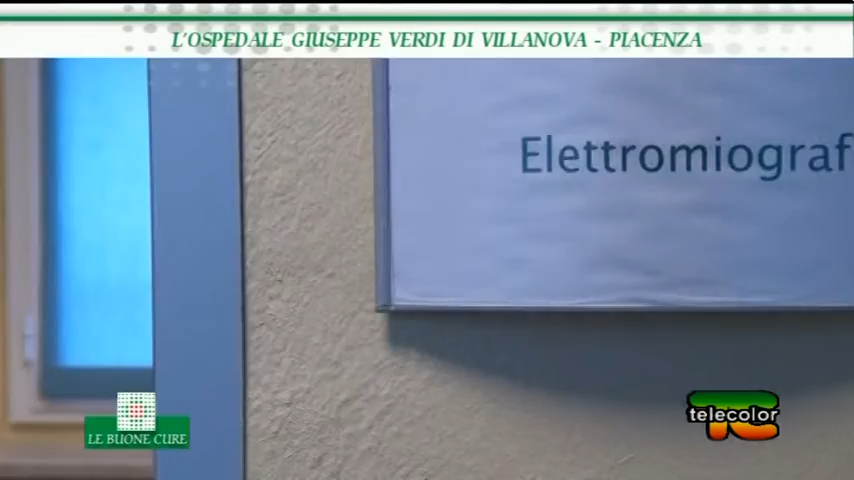 L'OSPEDALE GIUSEPPE VERDI DI VILLANOVA - PIACENZA
Elettromiograf
LE BUONE CURE
telecolor